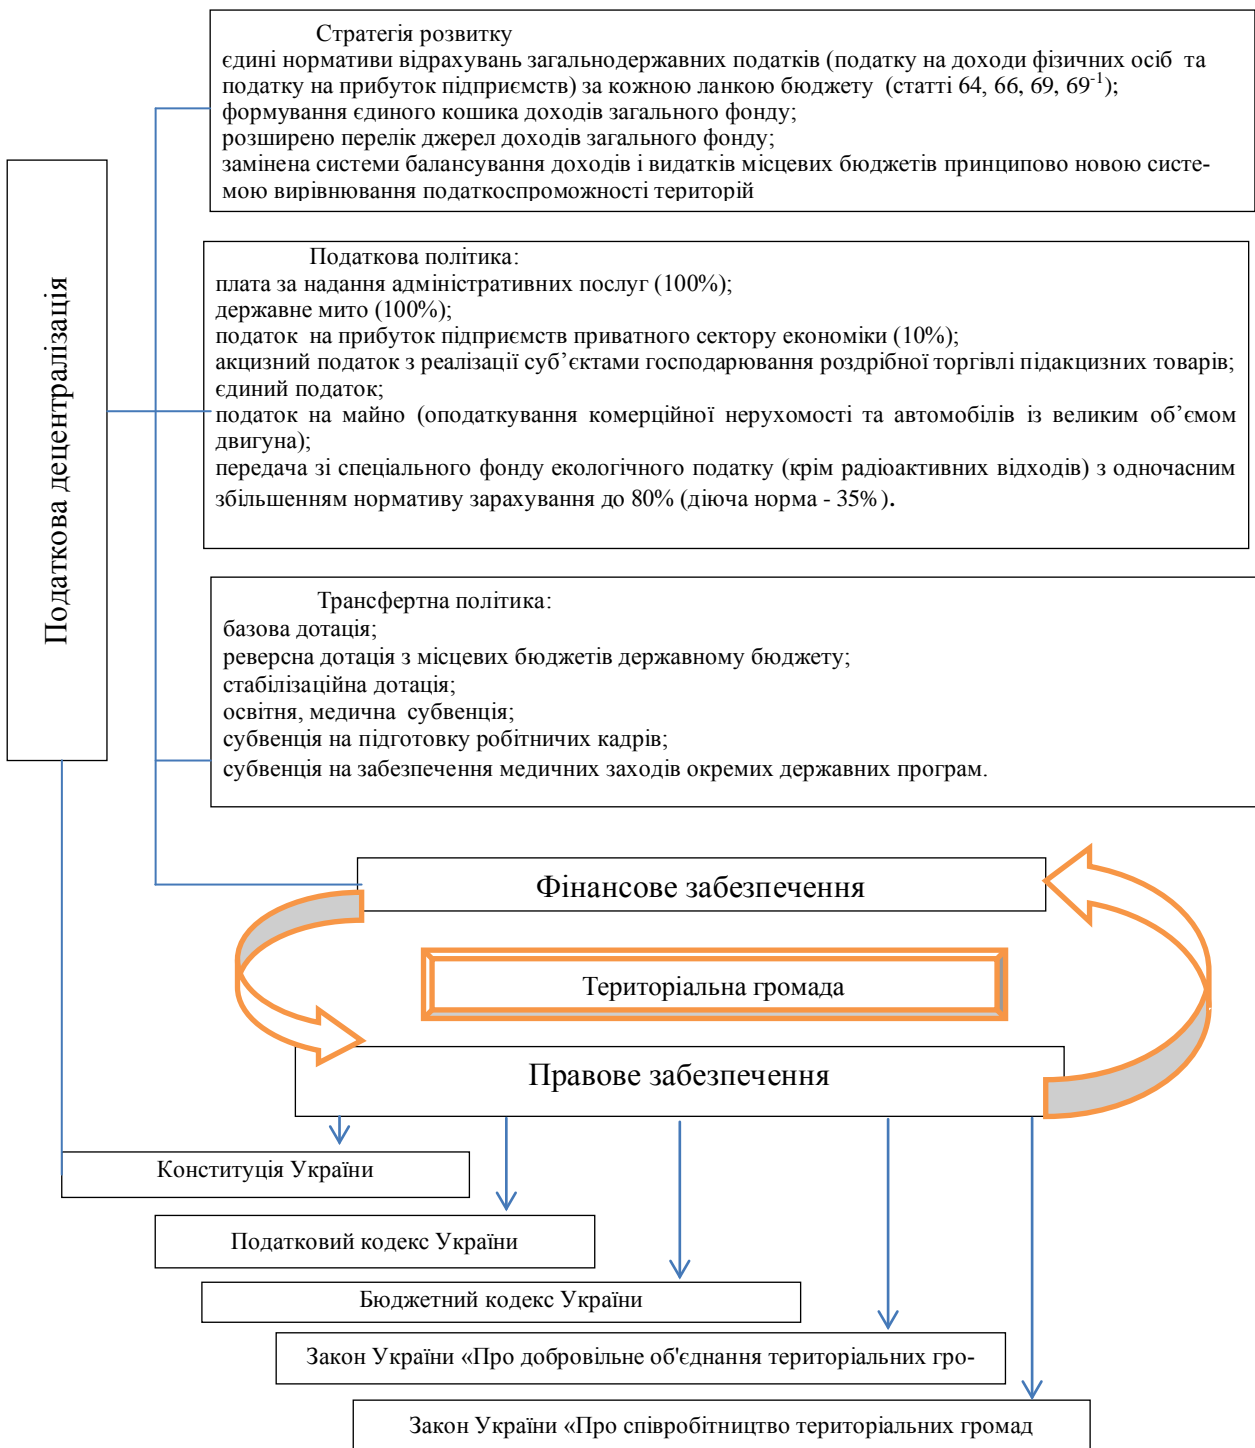 Стратегія розвитку
єдині нормативи відрахувань загальнодержавних податків (податку на доходи фізичних осіб та
податку на прибуток підприємств) за кожною ланкою бюджету (статті 64, 66, 69, 69⁻¹);
формування єдиного кошика доходів загального фонду;
розширено перелік джерел доходів загального фонду;
замінена системи балансування доходів і видатків місцевих бюджетів принципово новою систе-
мою вирівнювання податкоспроможності територій
Податкова децентралізація
Податкова політика:
плата за надання адміністративних послуг (100%);
державне мито (100%);
податок на прибуток підприємств приватного сектору економіки (10%);
акцизний податок з реалізації суб’єктами господарювання роздрібної торгівлі підакцизних товарів;
єдиний податок;
податок на майно (оподаткування комерційної нерухомості та автомобілів із великим об’ємом
двигуна);
передача зі спеціального фонду екологічного податку (крім радіоактивних відходів) з одночасним
збільшенням нормативу зарахування до 80% (діюча норма - 35%).
Трансфертна політика:
базова дотація;
реверсна дотація з місцевих бюджетів державному бюджету;
стабілізаційна дотація;
освітня, медична субвенція;
субвенція на підготовку робітничих кадрів;
субвенція на забезпечення медичних заходів окремих державних програм.
Фінансове забезпечення
Територіальна громада
Правове забезпечення
Конституція України
Податковий кодекс України
Бюджетний кодекс України
Закон України «Про добровільне об'єднання територіальних гро-
Закон України «Про співробітництво територіальних громад